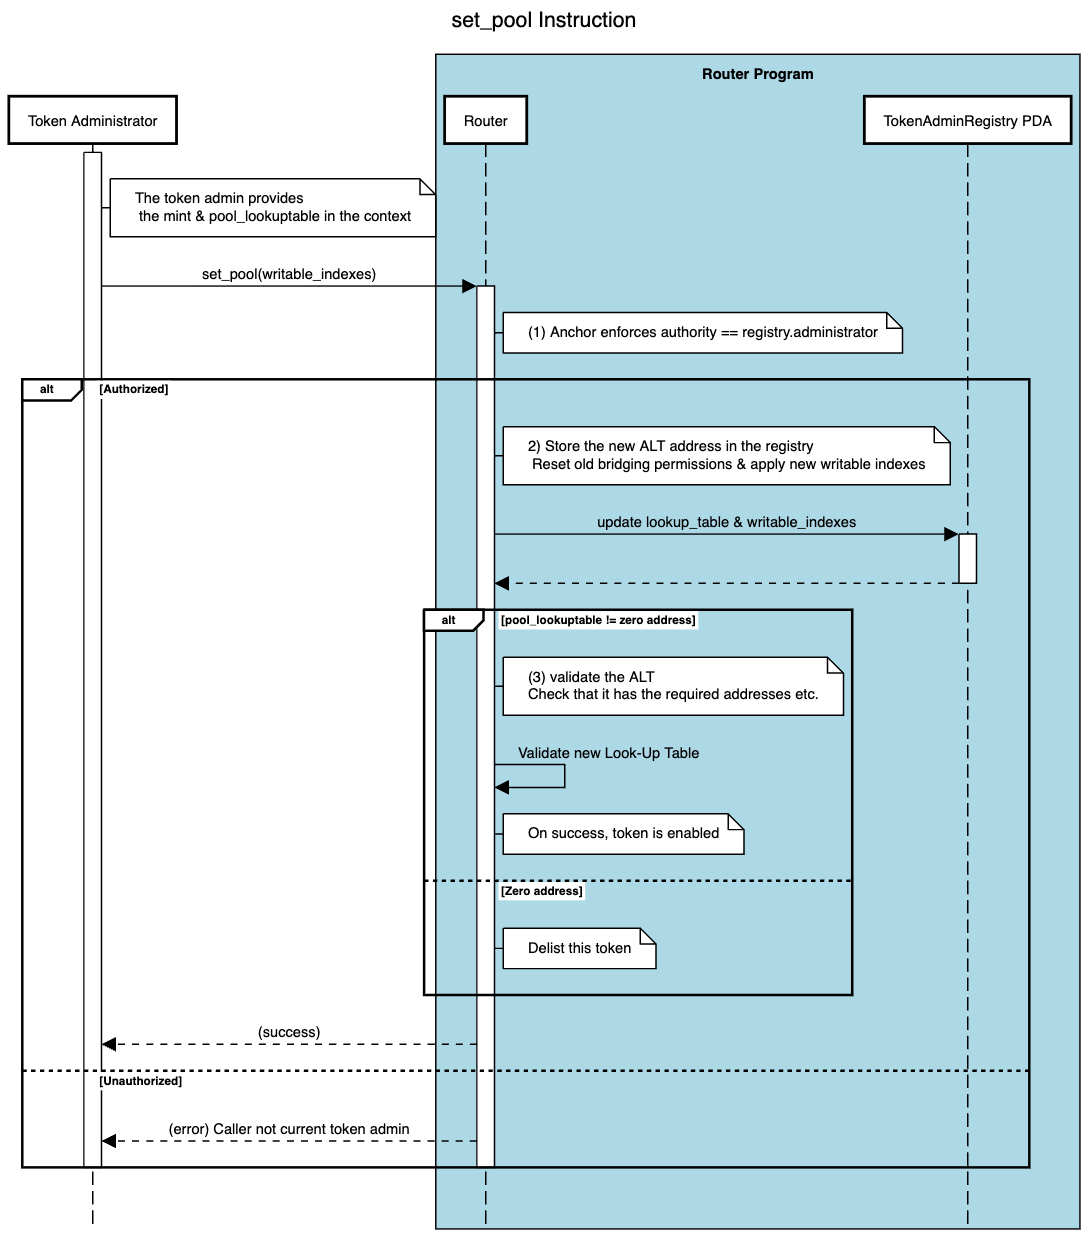 set_pool Instruction
Router Program
Token Administrator
Router
TokenAdminRegistry PDA
The token admin provides
the mint & pool_lookuptable in the context
set_pool(writable_indexes)
(1) Anchor enforces authority == registry.administrator
alt
[Authorized]
2) Store the new ALT address in the registry
Reset old bridging permissions & apply new writable indexes
update lookup_table & writable_indexes
alt
[pool_lookuptable != zero address]
(3) validate the ALT
Check that it has the required addresses etc.
Validate new Look-Up Table
On success, token is enabled
[Zero address]
Delist this token
(success)
[Unauthorized]
(error) Caller not current token admin